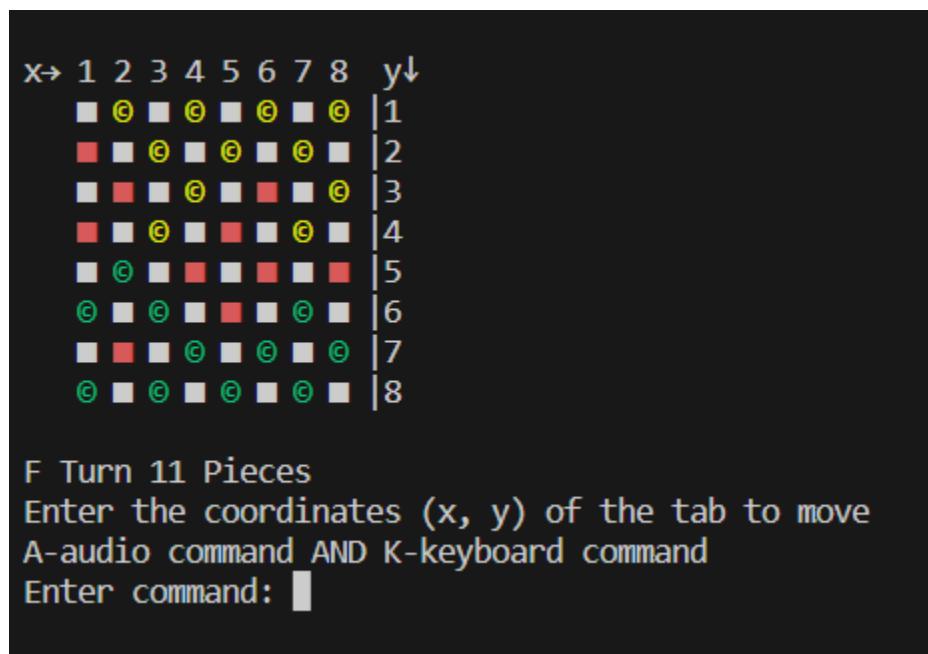 x→ 1 2 3 4 5 6 7 8 y↓
■ © ■ © ■ © ■ © |1
■ ■ © ■ © ■ © ■ |2
■ ■ ■ © ■ ■ ■ © |3
■ ■ © ■ ■ ■ © ■ |4
■ © ■ ■ ■ ■ ■ ■ |5
© ■ © ■ ■ ■ © ■ |6
■ ■ ■ © ■ © ■ © |7
© ■ © ■ © ■ © ■ |8
F Turn 11 Pieces
Enter the coordinates (x, y) of the tab to move
A-audio command AND K-keyboard command
Enter command: